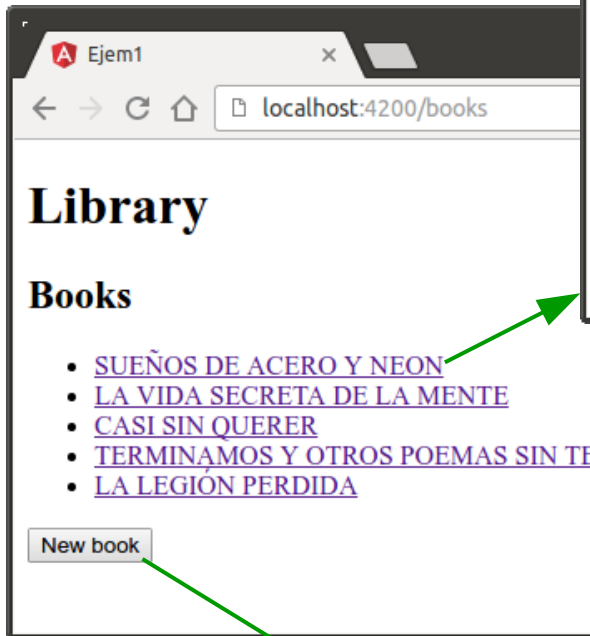 Ejem1
localhost:4200/books
Library
Books
SUEÑOS DE ACERO Y NEON
LA VIDA SECRETA DE LA MENTE
CASI SIN QUERER
TERMINAMOS Y OTROS POEMAS SIN TE
LA LEGIÓN PERDIDA
New book